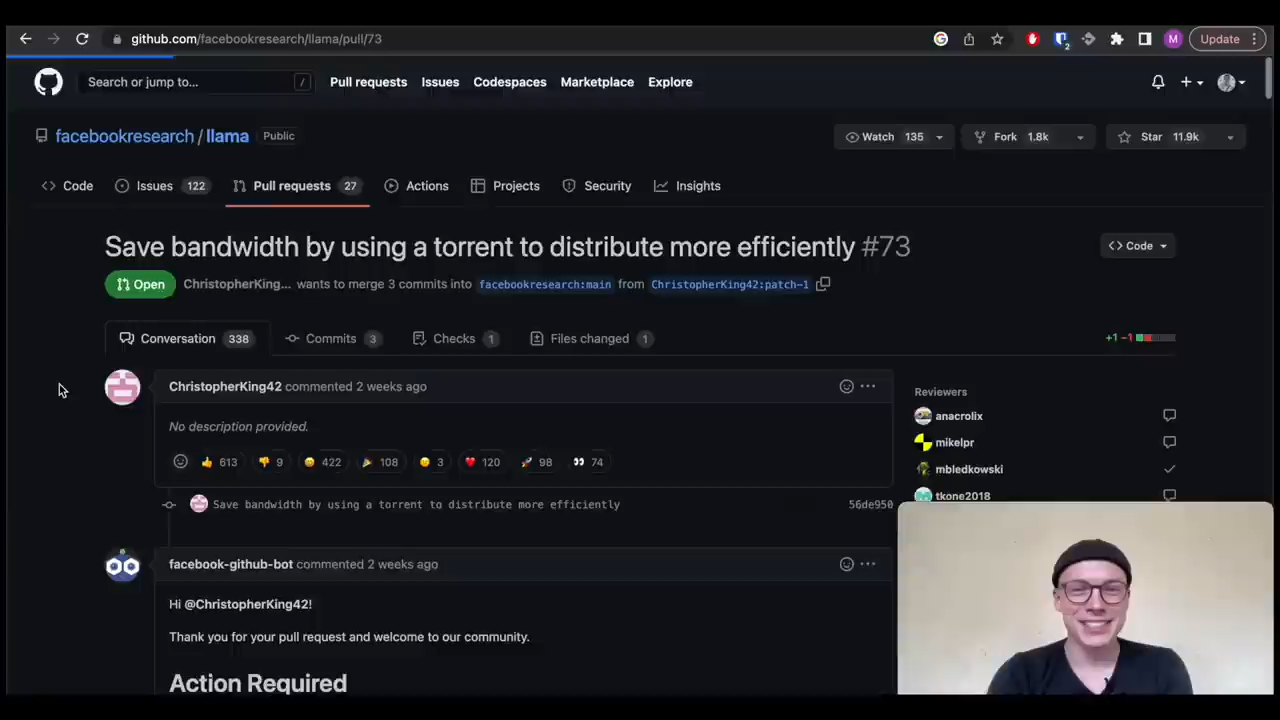 github.com/facebookresearch/llama/pull/73
G
2
M
Update
Search or jump to...
/
Pull requests
Issues
Codespaces
Marketplace
Explore
facebookresearch / llama
Public
Watch 135
Fork 1.8k
Star 11.9k
Code
Issues 122
Pull requests 27
Actions
Projects
Security
Insights
Save bandwidth by using a torrent to distribute more efficiently #73
Code
Open
ChristopherKing... wants to merge 3 commits into facebookresearch:main from ChristopherKing42:patch-1
Conversation 338
Commits 3
Checks 1
Files changed 1
+1 −1
ChristopherKing42 commented 2 weeks ago
No description provided.
613
9
422
108
3
120
98
74
Reviewers
anacrolix
mikelpr
mbledkowski
tkone2018
Save bandwidth by using a torrent to distribute more efficiently
56de950
facebook-github-bot commented 2 weeks ago
Hi @ChristopherKing42!
Thank you for your pull request and welcome to our community.
Action Required